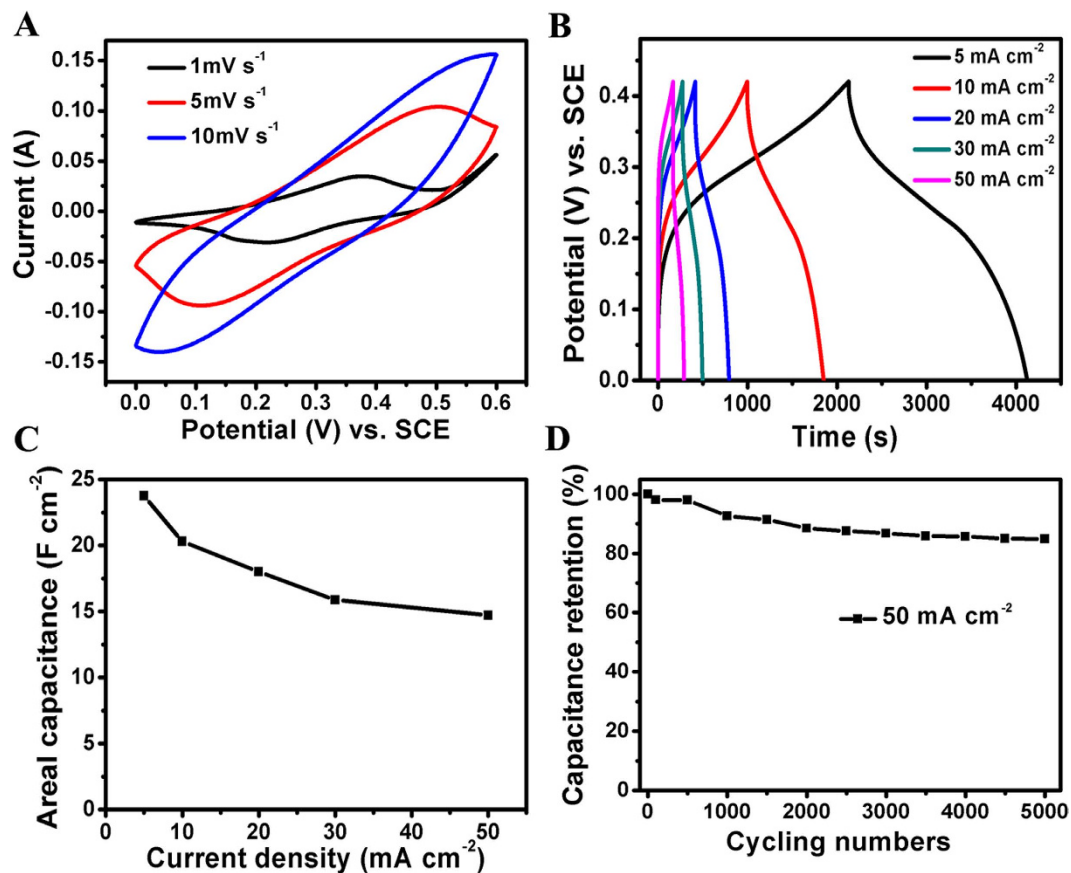 A
1mV s⁻¹
5mV s⁻¹
10mV s⁻¹
Current (A)
0.15
0.10
0.05
0.00
-0.05
-0.10
-0.15
0.0 0.1 0.2 0.3 0.4 0.5 0.6
Potential (V) vs. SCE
B
5 mA cm⁻²
10 mA cm⁻²
20 mA cm⁻²
30 mA cm⁻²
50 mA cm⁻²
Potential (V) vs. SCE
0.4
0.3
0.2
0.1
0.0
0 1000 2000 3000 4000
Time (s)
C
Areal capacitance (F cm⁻²)
25
20
15
10
5
0
0 10 20 30 40 50
Current density (mA cm⁻²)
D
Capacitance retention (%)
100
80
60
40
20
0
50 mA cm⁻²
0 1000 2000 3000 4000 5000
Cycling numbers